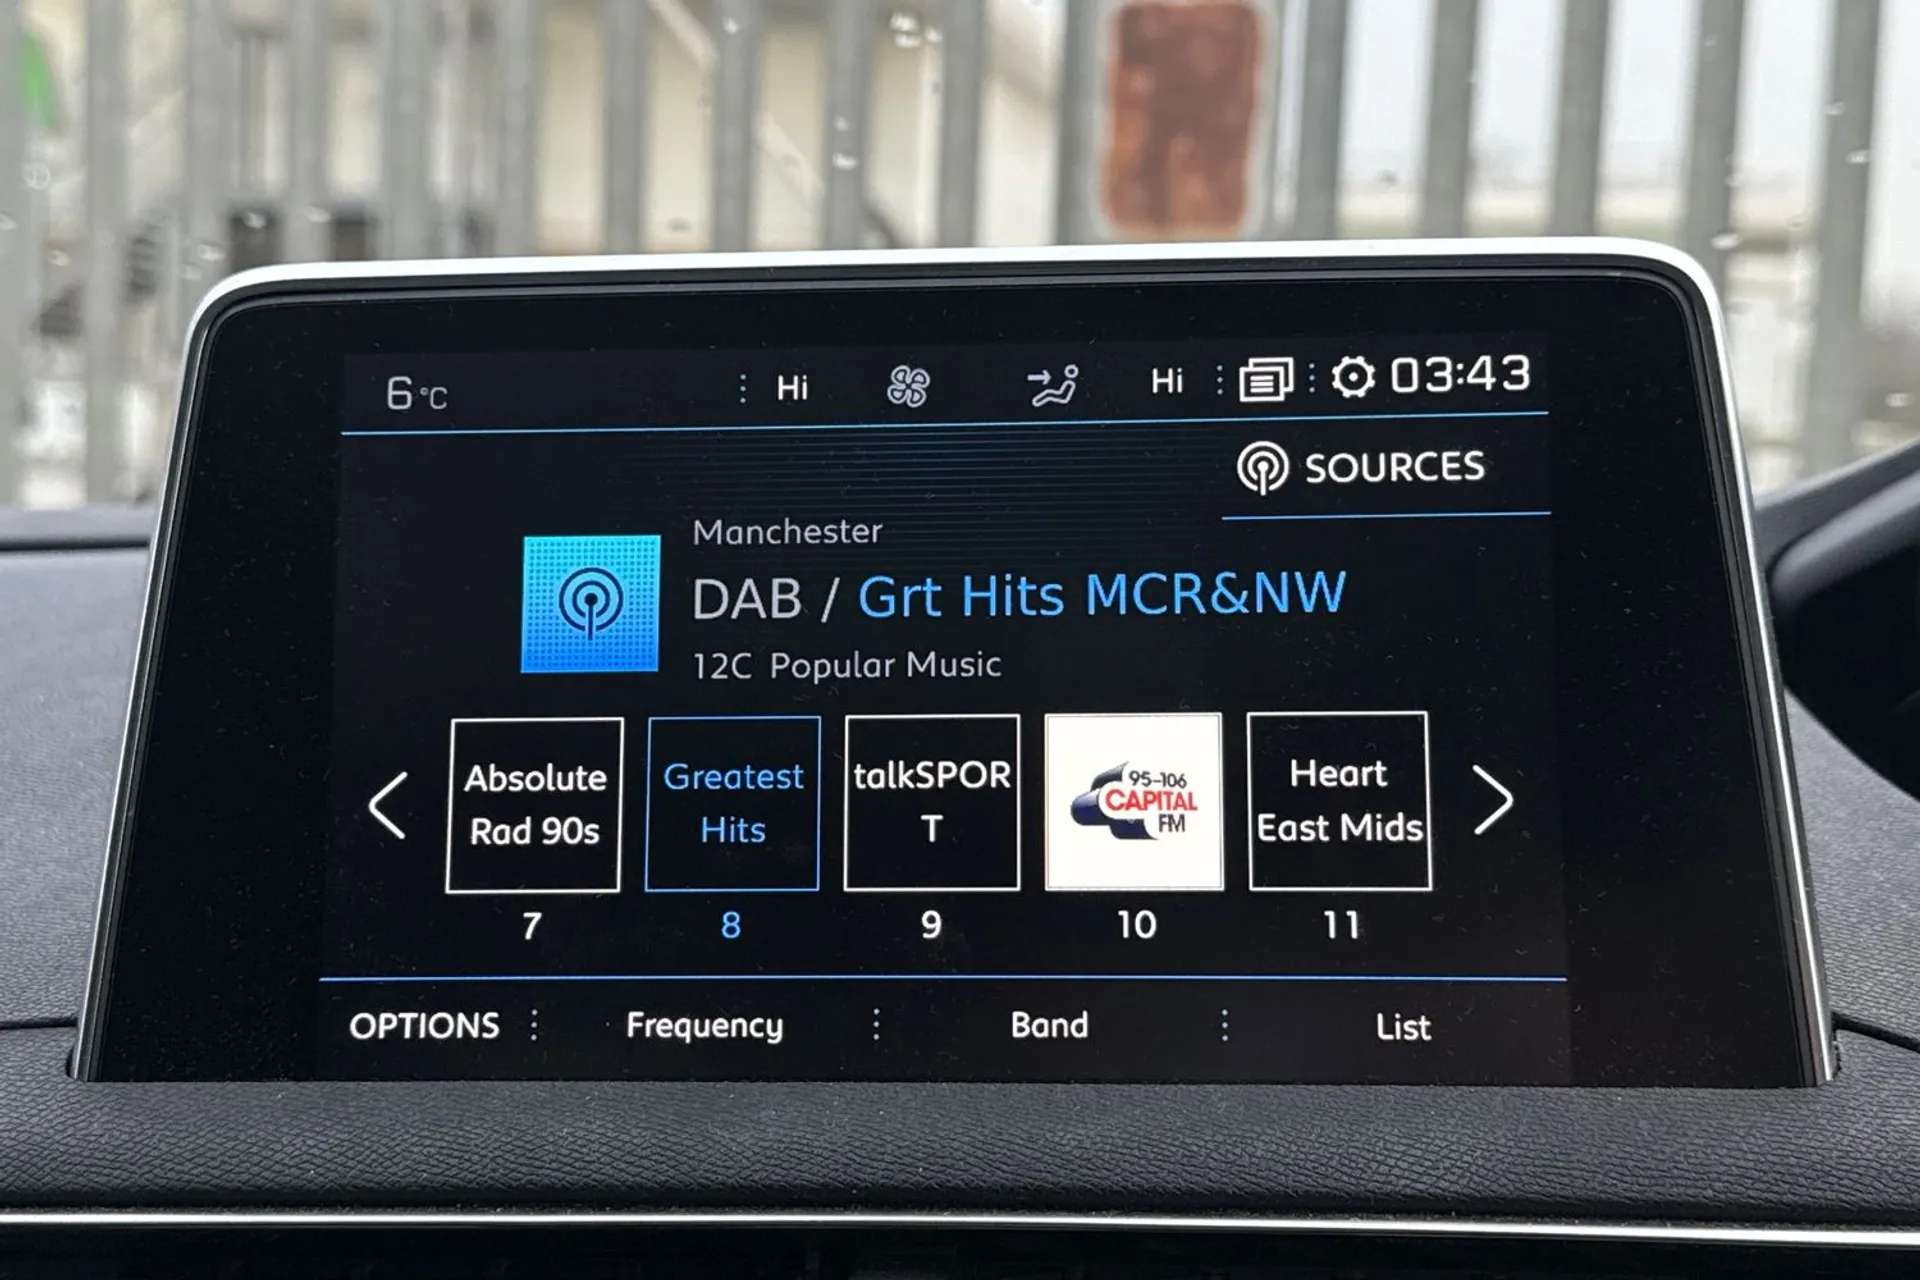 6°C Hi Hi 03:43
SOURCES
Manchester
DAB / Grt Hits MCR&NW
12C Popular Music
Absolute
Rad 90s
Greatest
Hits
talkSPOR
T
95-106
CAPITAL
FM
Heart
East Mids
7 8 9 10 11
OPTIONS Frequency Band List